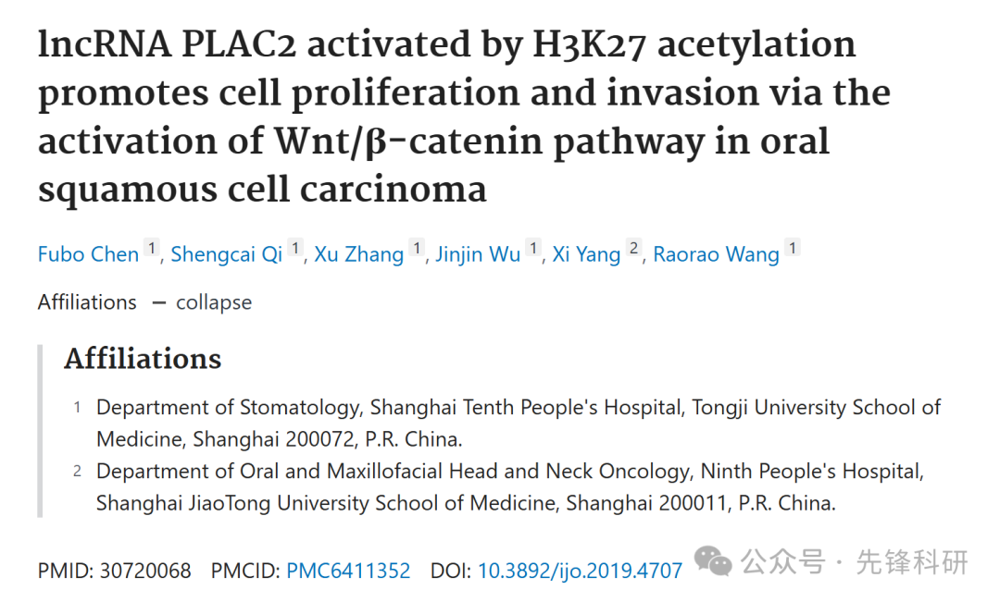 lncRNA PLAC2 activated by H3K27 acetylation
promotes cell proliferation and invasion via the
activation of Wnt/β-catenin pathway in oral
squamous cell carcinoma
Fubo Chen 1, Shengcai Qi 1, Xu Zhang 1, Jinjin Wu 1, Xi Yang 2, Raorao Wang 1
Affiliations — collapse
Affiliations
1 Department of Stomatology, Shanghai Tenth People's Hospital, Tongji University School of
Medicine, Shanghai 200072, P.R. China.
2 Department of Oral and Maxillofacial Head and Neck Oncology, Ninth People's Hospital,
Shanghai JiaoTong University School of Medicine, Shanghai 200011, P.R. China.
PMID: 30720068 PMCID: PMC6411352 DOI: 10.3892/ijo.2019.4707 公众号 · 先锋科研